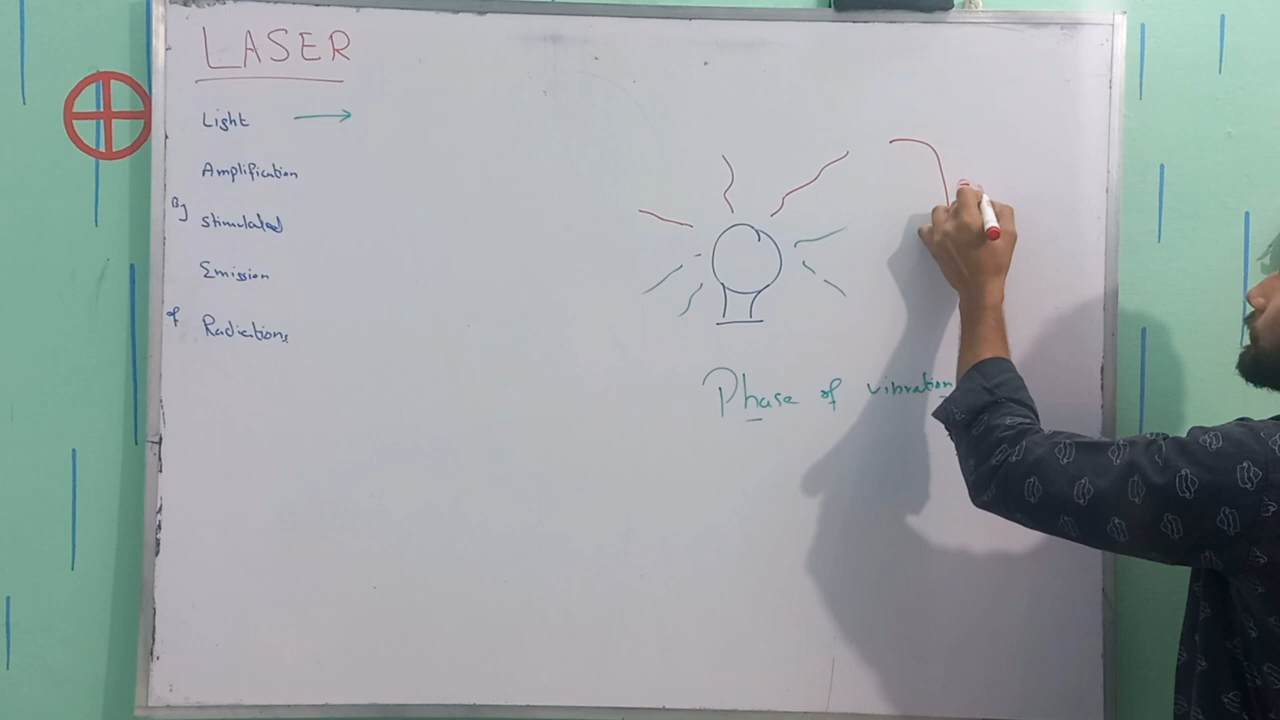 LASER
Light
Amplification
By
Stimulated
Emission
of
Radiations
Phase of vibration